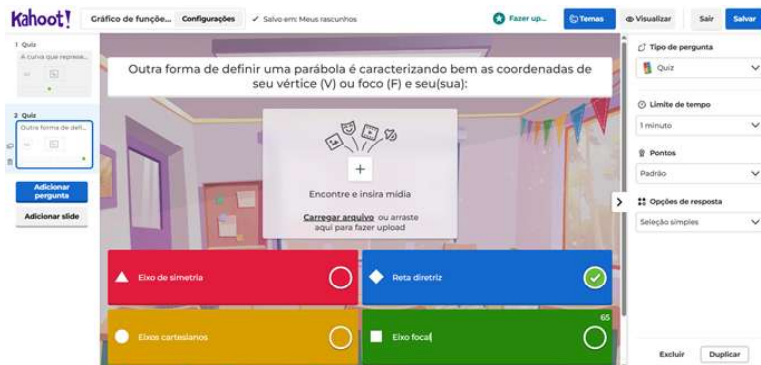 Kahoot!
Gráfico de funçõe...
Configurações
✓ Salvo em: Meus rascunhos
Fazer up...
Temas
Visualizar
Sair
Salvar
1 Quiz
A curva que represe...
2 Quiz
Outra forma de defi...
Adicionar
pergunta
Adicionar slide
Outra forma de definir uma parábola é caracterizando bem as coordenadas de
seu vértice (V) ou foco (F) e seu(sua):
Encontre e insira mídia
Carregar arquivo ou arraste
aqui para fazer upload
Eixo de simetria
Reta diretriz
Eixos cartesianos
65
Eixo focal
Tipo de pergunta
Quiz
Limite de tempo
1 minuto
Pontos
Padrão
Opções de resposta
Seleção simples
Excluir
Duplicar